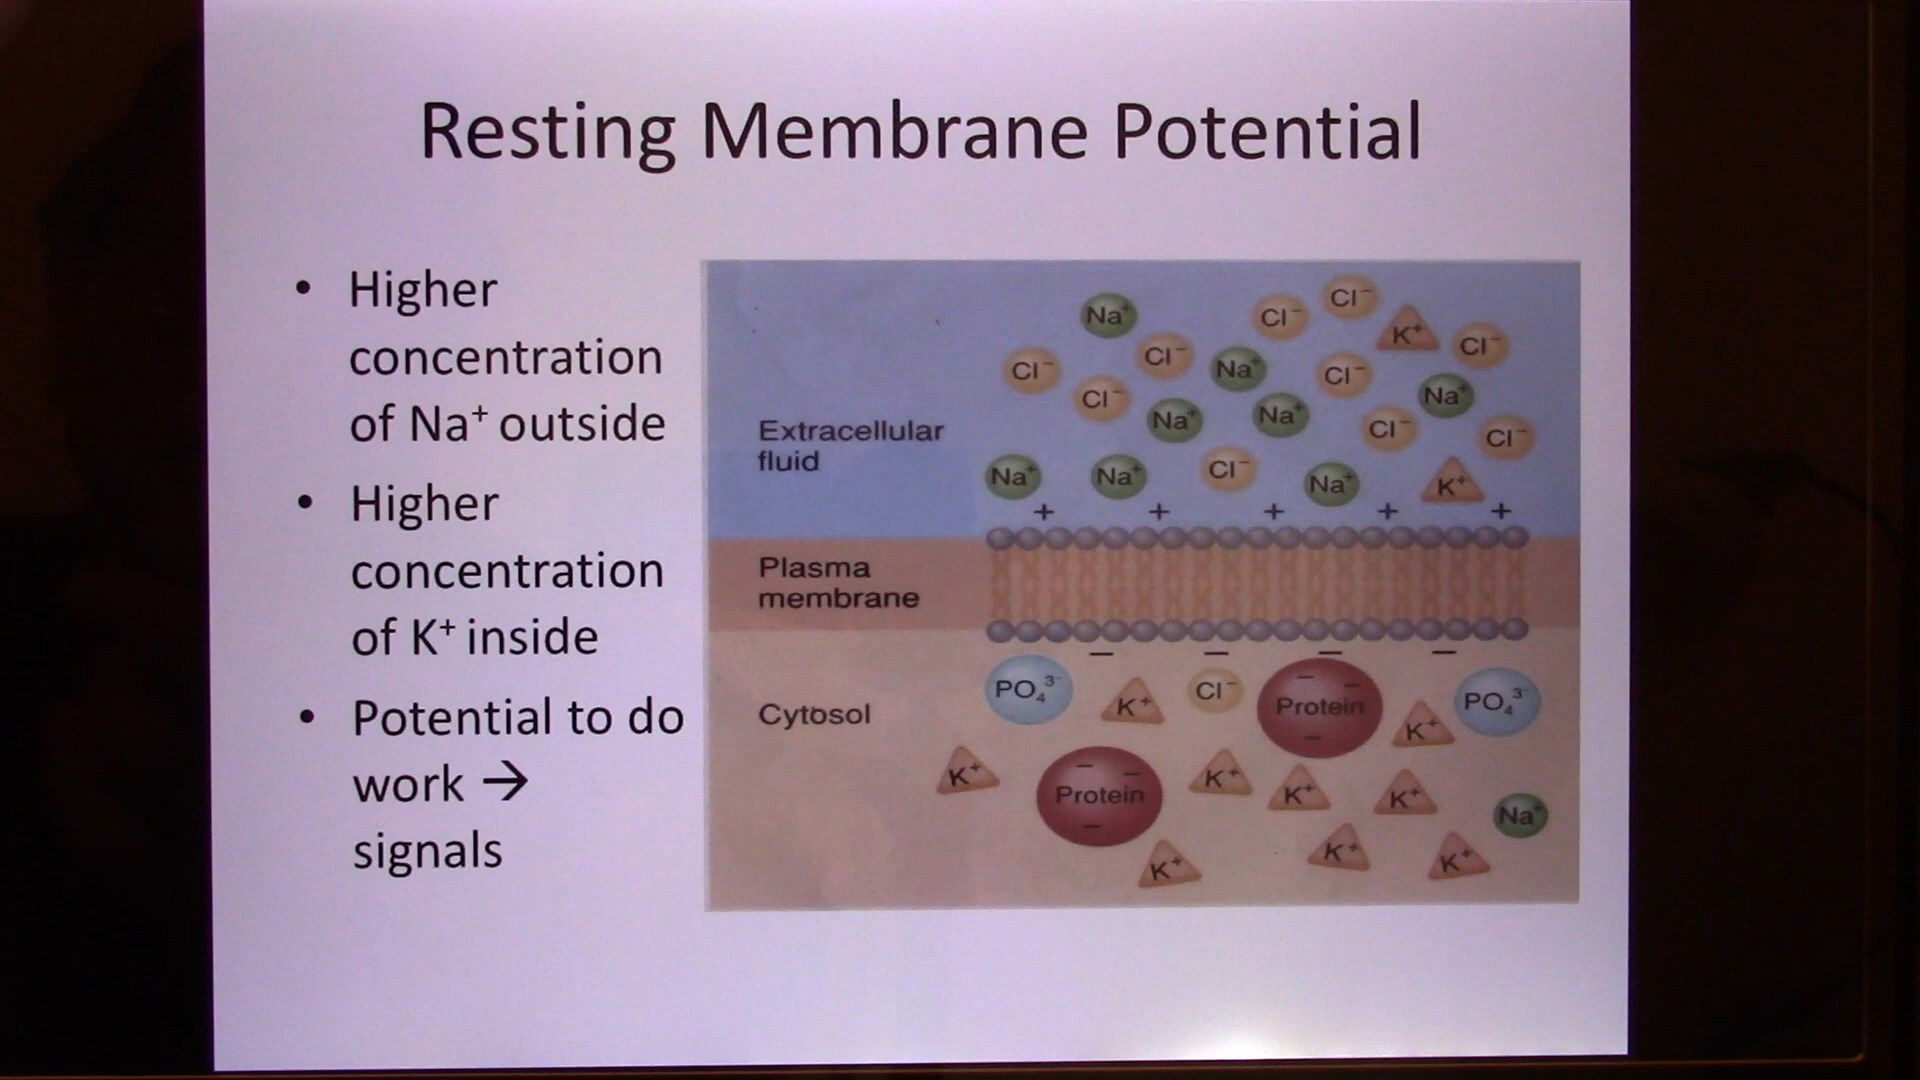 Resting Membrane Potential
• Higher
concentration
of Na⁺ outside
• Higher
concentration
of K⁺ inside
• Potential to do
work →
signals
Cl⁻
Na⁺ Cl⁻ K⁺
Cl⁻ Cl⁻
Cl⁻ Na⁺ Cl⁻
Cl⁻ Na⁺
Na⁺ Na⁺ Cl⁻ Cl⁻
Extracellular
fluid
Na⁺ Na⁺ Cl⁻ Na⁺ K⁺
+ + + + +
Plasma
membrane
− − − −
PO₄³⁻ K⁺ Cl⁻ Protein K⁺ PO₄³⁻
Cytosol
K⁺ Protein K⁺ K⁺ K⁺ Na⁺
K⁺ K⁺ K⁺